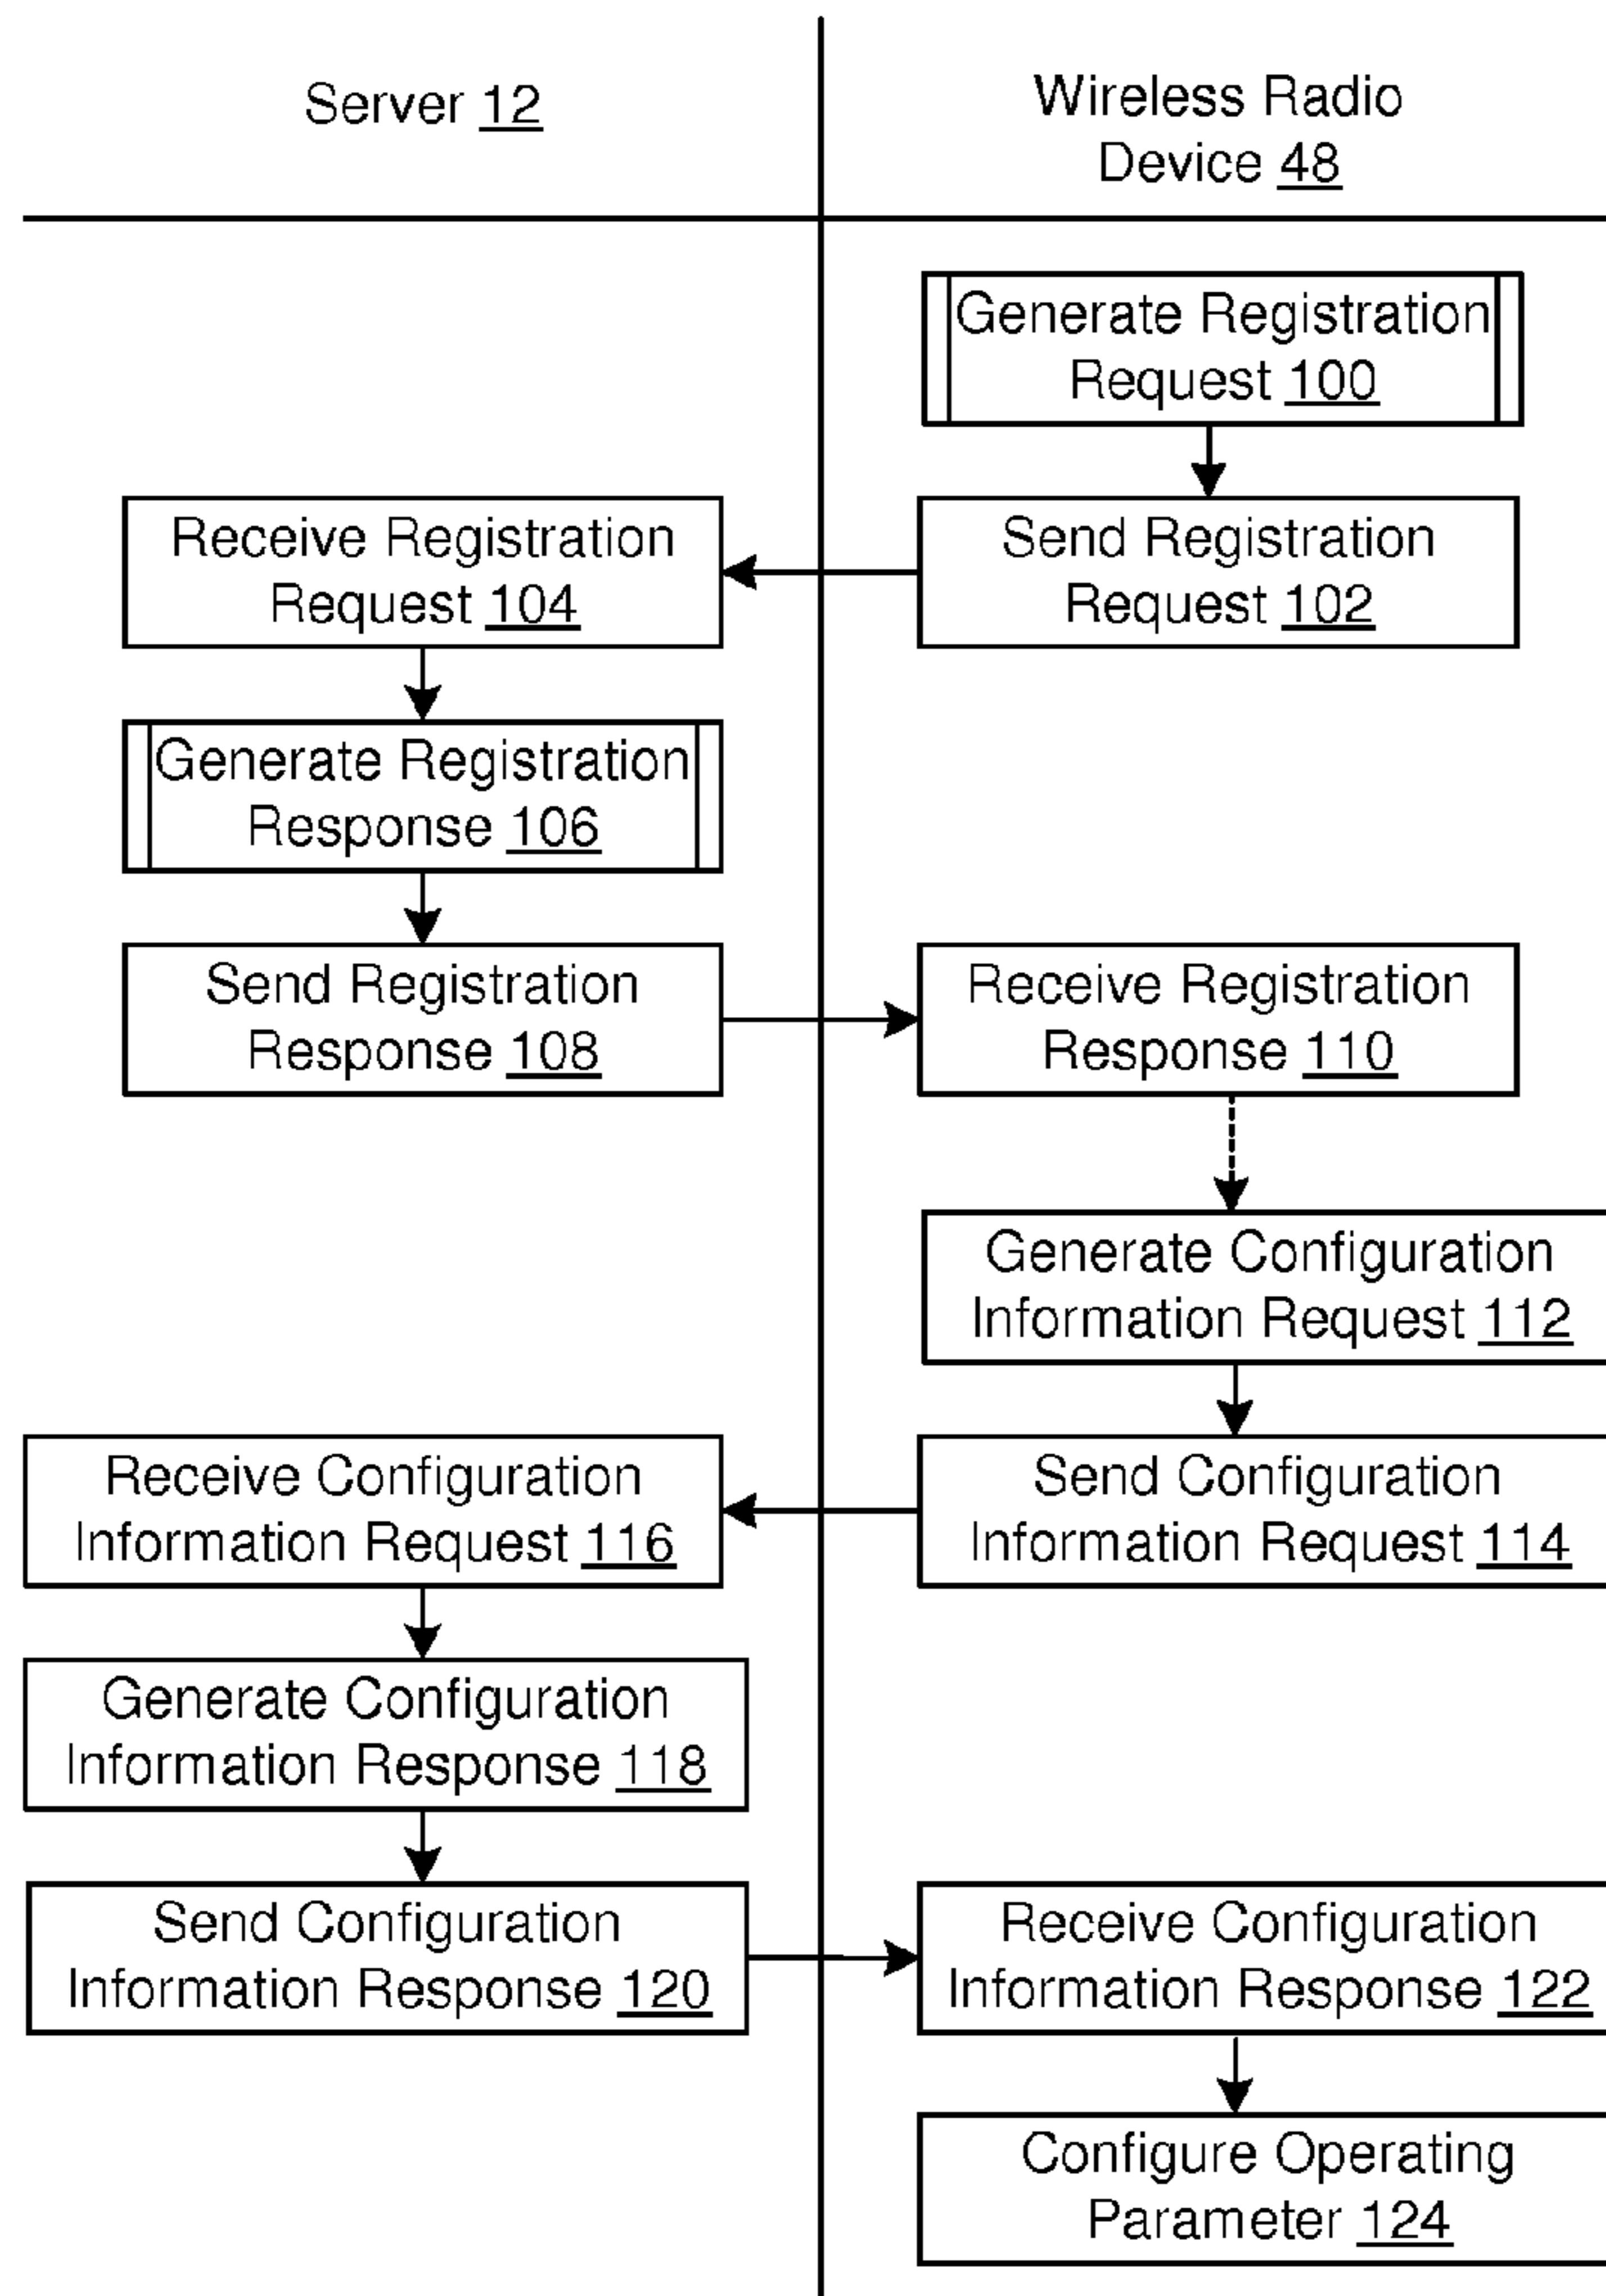 Server 12
Wireless Radio
Device 48
Generate Registration
Request 100
Receive Registration
Request 104
Send Registration
Request 102
Generate Registration
Response 106
Send Registration
Response 108
Receive Registration
Response 110
Generate Configuration
Information Request 112
Receive Configuration
Information Request 116
Send Configuration
Information Request 114
Generate Configuration
Information Response 118
Send Configuration
Information Response 120
Receive Configuration
Information Response 122
Configure Operating
Parameter 124